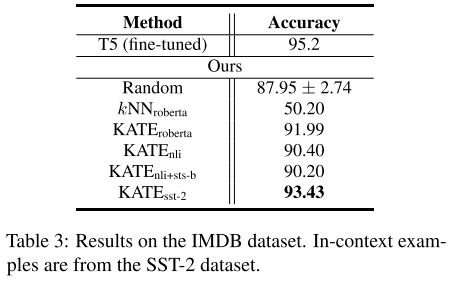 Method Accuracy
T5 (fine-tuned) 95.2
Ours
Random 87.95 ± 2.74
kNNroberta 50.20
KATEroberta 91.99
KATEnli 90.40
KATEnli+sts-b 90.20
KATEsst-2 93.43
Table 3: Results on the IMDB dataset. In-context exam-
ples are from the SST-2 dataset.